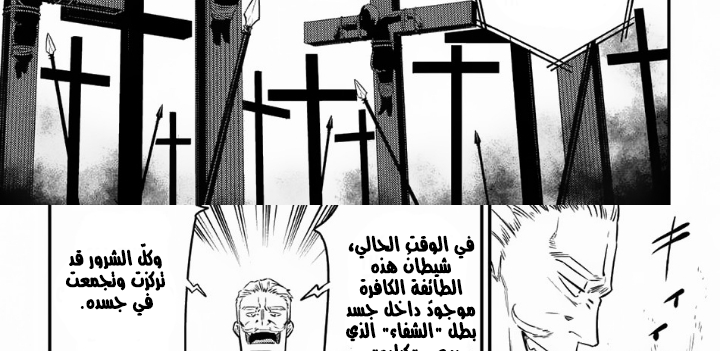 في الوقت الحالي،
شيطان هذه
الطائفة الكافرة
موجودٌ داخل جسد
بطل "الشفاء" الذي
وكلّ الشرور قد
تركزت وتجمعت
في جسده.